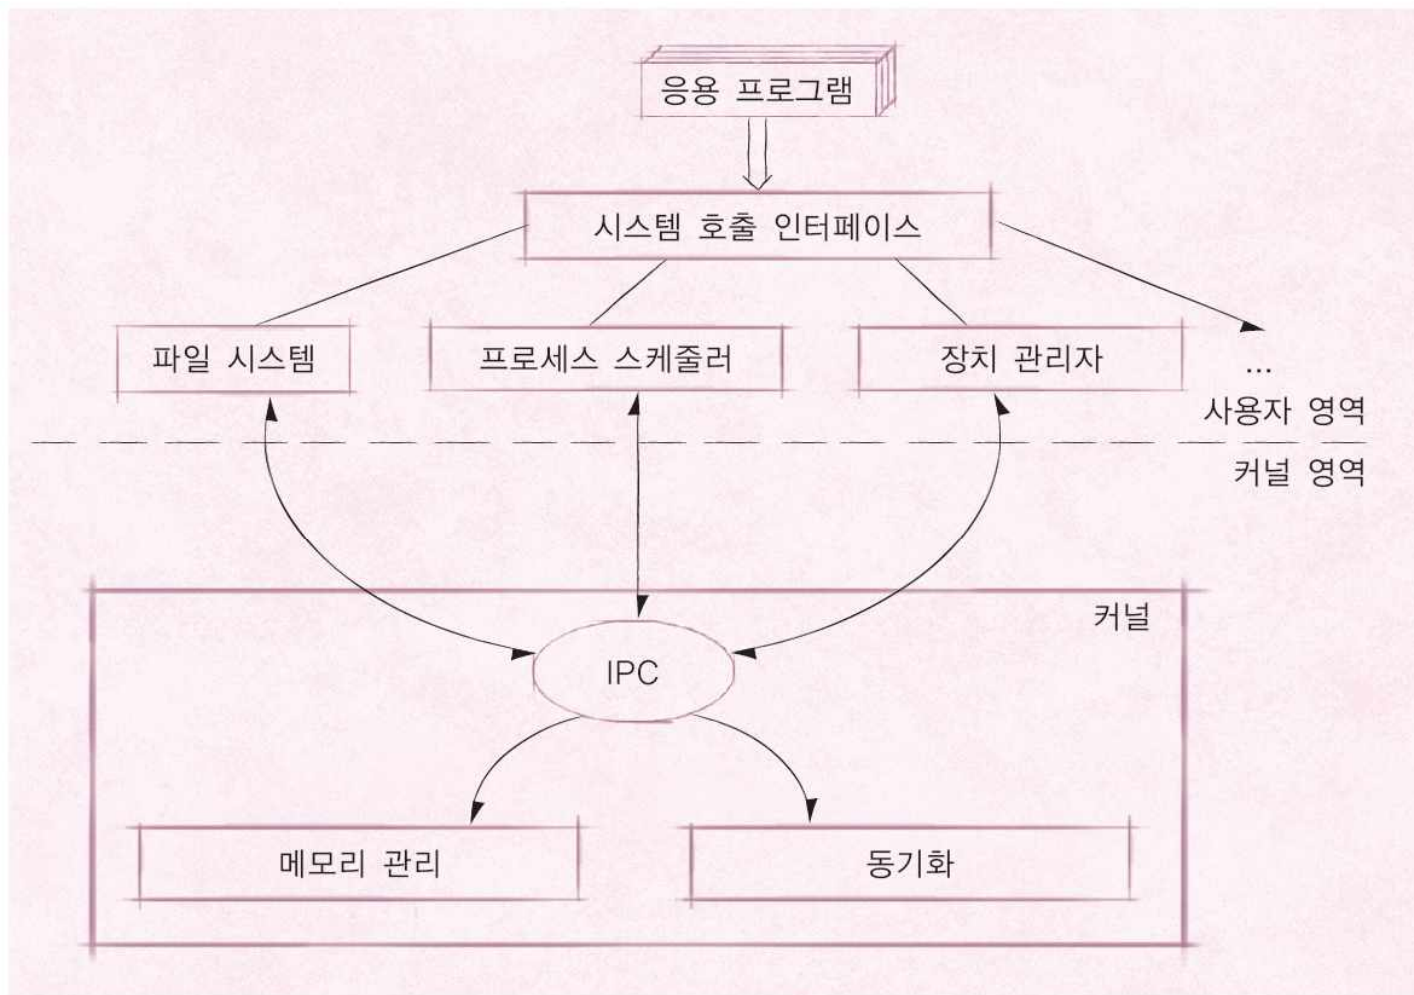 응용 프로그램
시스템 호출 인터페이스
파일 시스템
프로세스 스케줄러
장치 관리자
...
사용자 영역
커널 영역
커널
IPC
메모리 관리
동기화